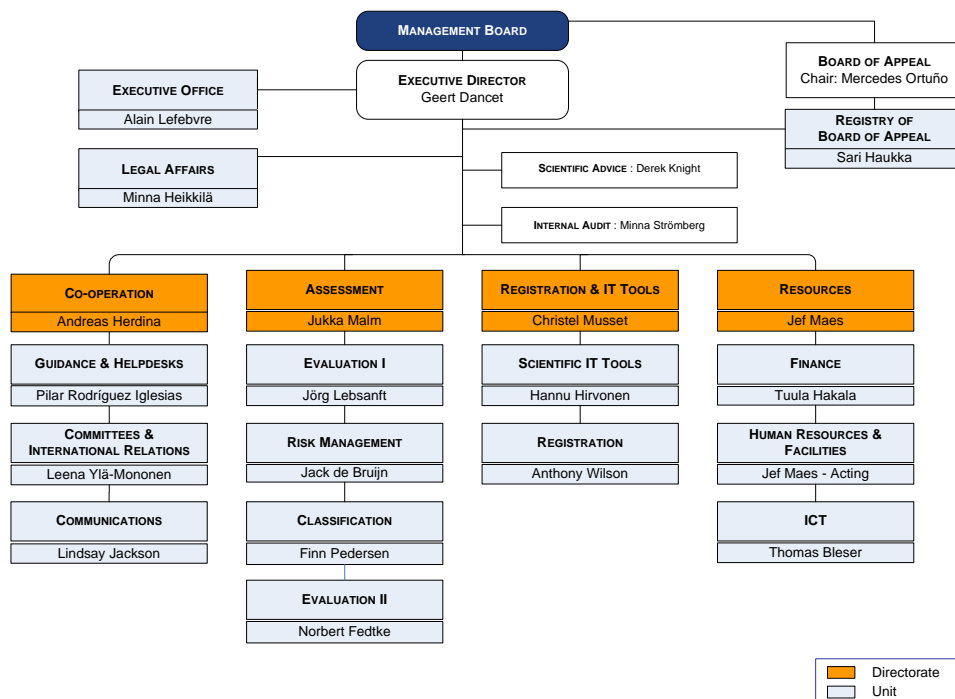 MANAGEMENT BOARD
EXECUTIVE DIRECTOR
Geert Dancet
BOARD OF APPEAL
Chair: Mercedes Ortuño
EXECUTIVE OFFICE
Alain Lefebvre
REGISTRY OF
BOARD OF APPEAL
Sari Haukka
LEGAL AFFAIRS
Minna Heikkilä
SCIENTIFIC ADVICE : Derek Knight
INTERNAL AUDIT : Minna Strömberg
CO-OPERATION
Andreas Herdina
GUIDANCE & HELPDESKS
Pilar Rodríguez Iglesias
COMMITTEES &
INTERNATIONAL RELATIONS
Leena Ylä-Mononen
COMMUNICATIONS
Lindsay Jackson
ASSESSMENT
Jukka Malm
EVALUATION I
Jörg Lebsanft
RISK MANAGEMENT
Jack de Bruijn
CLASSIFICATION
Finn Pedersen
EVALUATION II
Norbert Fedtke
REGISTRATION & IT TOOLS
Christel Musset
SCIENTIFIC IT TOOLS
Hannu Hirvonen
REGISTRATION
Anthony Wilson
RESOURCES
Jef Maes
FINANCE
Tuula Hakala
HUMAN RESOURCES &
FACILITIES
Jef Maes - Acting
ICT
Thomas Bleser
Directorate
Unit